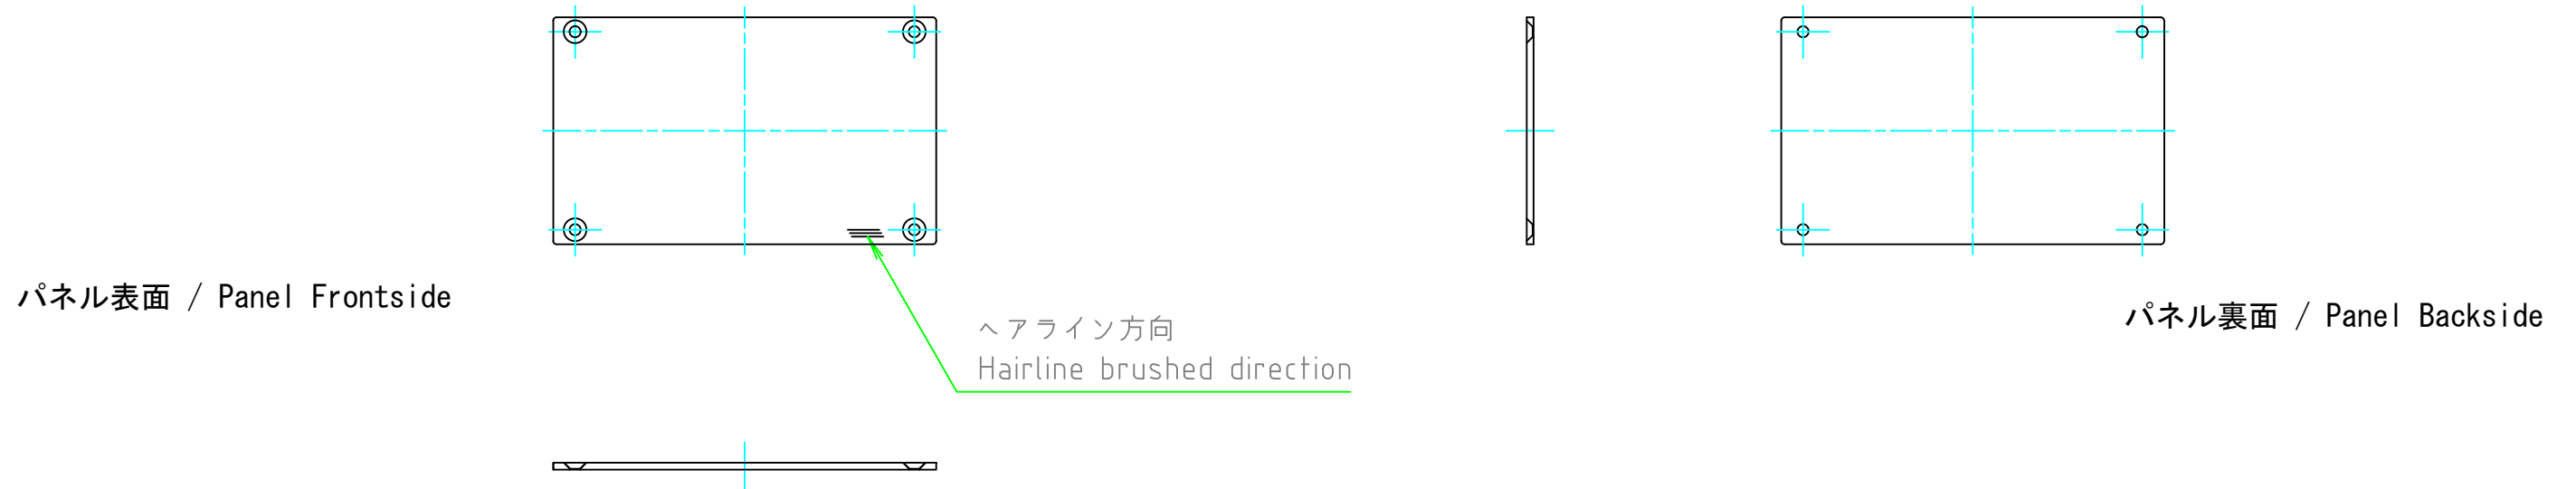 パネル表面 / Panel Frontside
パネル裏面 / Panel Backside
ヘアライン方向
Hairline brushed direction